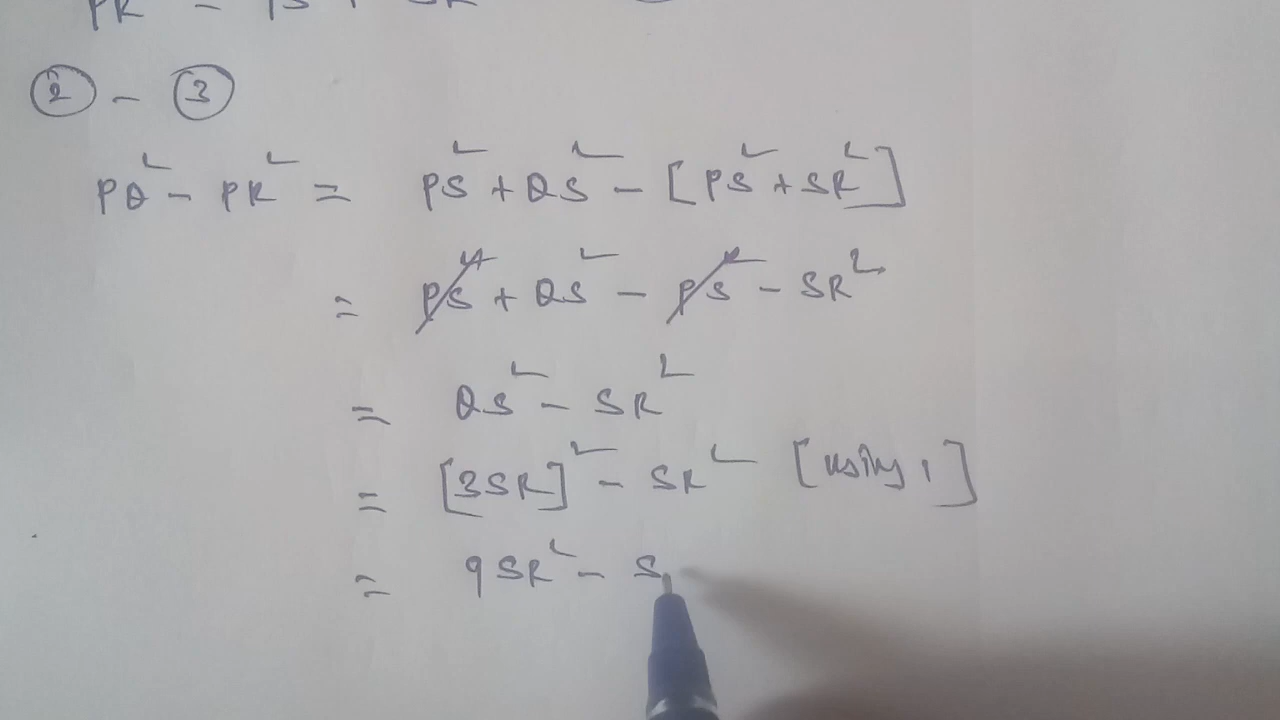 ② - ③
PQ² - PR² = PS² + QS² - [PS² + SR²]
= PS² + QS² - PS² - SR²
= QS² - SR²
= [3SR]² - SR² [using 1]
= 9SR² - S